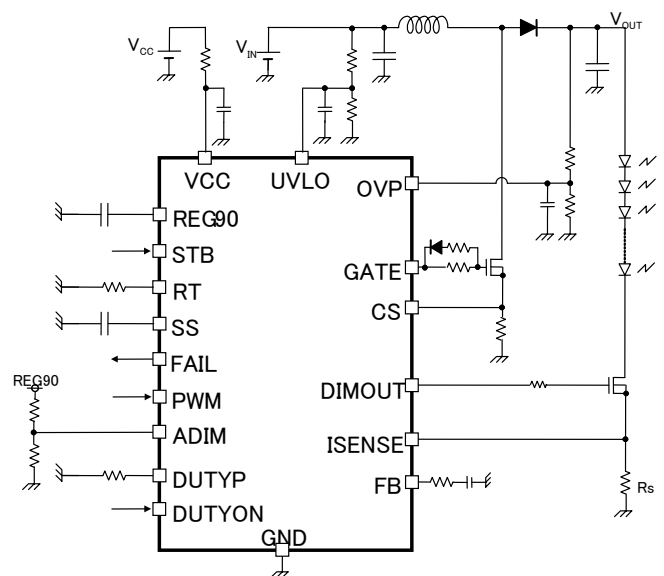 VCC
VIN
VOUT
VCC
UVLO
OVP
REG90
STB
GATE
RT
CS
SS
FAIL
REG90
PWM
DIMOUT
ADIM
ISENSE
DUTYP
FB
Rs
DUTYON
GND